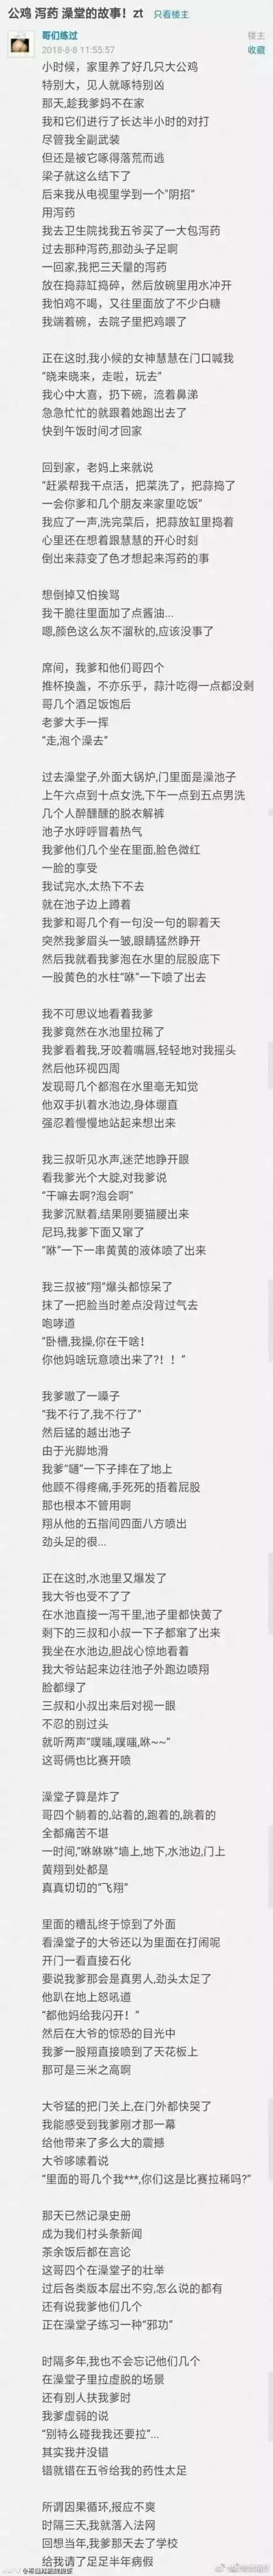 公鸡 泻药 澡堂的故事！zt 只看楼主
哥们练过 楼主
2018-8-8 11:55:57 收藏
小时候，家里养了好几只大公鸡
特别大，见人就啄特别凶
那天,趁我爹妈不在家
我和它们进行了长达半小时的对打
尽管我全副武装
但还是被它啄得落荒而逃
梁子就这么结下了
后来我从电视里学到一个"阴招"
用泻药
我去卫生院找我五爷买了一大包泻药
过去那种泻药,那劲头子足啊
一回家,我把三天量的泻药
放在捣蒜缸捣碎，然后放碗里用水冲开
我怕鸡不喝，又往里面放了不少白糖
我端着碗，去院子里把鸡喂了
正在这时,我小候的女神慧慧在门口喊我
“晓来晓来，走啦，玩去”
我心中大喜，扔下碗，流着鼻涕
急急忙忙的就跟着她跑出去了
快到午饭时间才回家
回到家，老妈上来就说
“赶紧帮我干点活，把菜洗了，把蒜捣了
一会你爹和几个朋友来家里吃饭”
我应了一声,洗完菜后，把蒜放缸里捣着
心里还在想着跟慧慧的开心时刻
倒出来蒜变了色才想起来泻药的事
想倒掉又怕挨骂
我干脆往里面加了点酱油...
嗯,颜色这么灰不溜秋的,应该没事了
席间，我爹和他们哥四个
推杯换盏，不亦乐乎，蒜汁吃得一点都没剩
哥几个酒足饭饱后
老爹大手一挥
“走,泡个澡去”
过去澡堂子,外面大锅炉,门里面是澡池子
上午六点到十点女洗,下午一点到五点男洗
几个人醉醺醺的脱衣解裤
池子水呼呼冒着热气
我爹他们几个坐在里面,脸色微红
一脸的享受
我试完水,太热下不去
就在池子边上蹲着
我爹和哥几个有一句没一句的聊着天
突然我爹眉头一皱,眼睛猛然睁开
然后我就看我爹泡在水里的屁股底下
一股黄色的水柱“咻”一下喷了出去
我不可思议地看着我爹
我爹竟然在水池里拉稀了
我爹看着我,牙咬着嘴唇,轻轻地对我摇头
然后他环视四周
发现哥几个都泡在水里毫无知觉
他双手扒着水池边,身体绷直
强忍着慢慢地站起来想出来
我三叔听见水声,迷茫地睁开眼
看我爹光个大腚,对我爹说
“干嘛去啊?泡会啊”
我爹沉默着,结果刚要猫腰出来
尼玛,我爹下面又窜了
“咻”一下一串黄黄的液体喷了出来
我三叔被“翔”爆头都惊呆了
抹了一把脸当时差点没背过气去
咆哮道
“卧槽,我操,你在干啥!
你他妈啥玩意喷出来了?！！”
我爹嗷了一嗓子
“我不行了,我不行了”
然后猛的越出池子
由于光脚地滑
我爹“嗵”一下子摔在了地上
他顾不得疼痛,手死死的捂着屁股
那也根本不管用啊
翔从他的五指间四面八方喷出
劲头足的很...
正在这时,水池里又爆发了
我大爷也受不了了
在水池直接一泻千里,池子里都快黄了
剩下的三叔和小叔一下子都窜了出来
我坐在水池边,胆战心惊地看着
我大爷站起来边往池子外跑边喷翔
脸都绿了
三叔和小叔出来后对视一眼
不忍的别过头
就听两声“噗嗤,噗嗤,咻~~”
这哥俩也比赛开喷
澡堂子算是炸了
哥四个躺着的,站着的,跑着的,跳着的
全都痛苦不堪
一时间,“咻咻咻”墙上,地下,水池边,门上
黄翔到处都是
真真切切的“飞翔”
里面的糟乱终于惊到了外面
看澡堂子的大爷还以为里面在打闹呢
开门一看直接石化
要说我爹那会是真男人,劲头太足了
他趴在地上怒吼道
“都他妈给我闪开！”
然后在大爷的惊恐的目光中
我爹一股翔直接喷到了天花板上
那可是三米之高啊
大爷猛的把门关上,在门外都快哭了
我能感受到我爹刚才那一幕
给他带来了多么大的震撼
大爷哆嗦着说
“里面的哥几个我***,你们这是比赛拉稀吗?”
那天已然记录史册
成为我们村头条新闻
茶余饭后都在言论
这哥四个在澡堂子的壮举
过后各类版本层出不穷,怎么说的都有
还有说我爹他们几个
正在澡堂子练习一种“邪功”
时隔多年,我也不会忘记他们几个
在澡堂子里拉虚脱的场景
还有别人扶我爹时
我爹虚弱的说
“别特么碰我我还要拉”...
其实我并没错
错就错在五爷给我的药性太足
所谓因果循环,报应不爽
时隔三天,我就落入法网
回想当年,我爹那天去了学校
给我请了足足半年病假